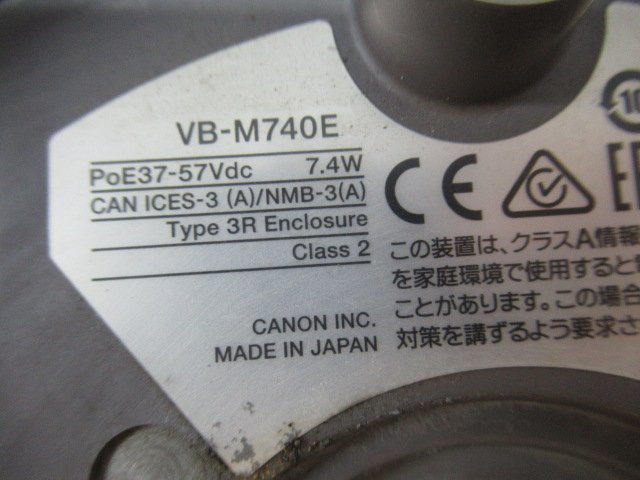 VB-M740E
PoE37-57Vdc 7.4W
CAN ICES-3 (A)/NMB-3(A)
Type 3R Enclosure
Class 2
CANON INC.
MADE IN JAPAN
CE
10
この装置は、クラスA情報
を家庭環境で使用すると
ことがあります。この場合
対策を講ずるよう要求さ